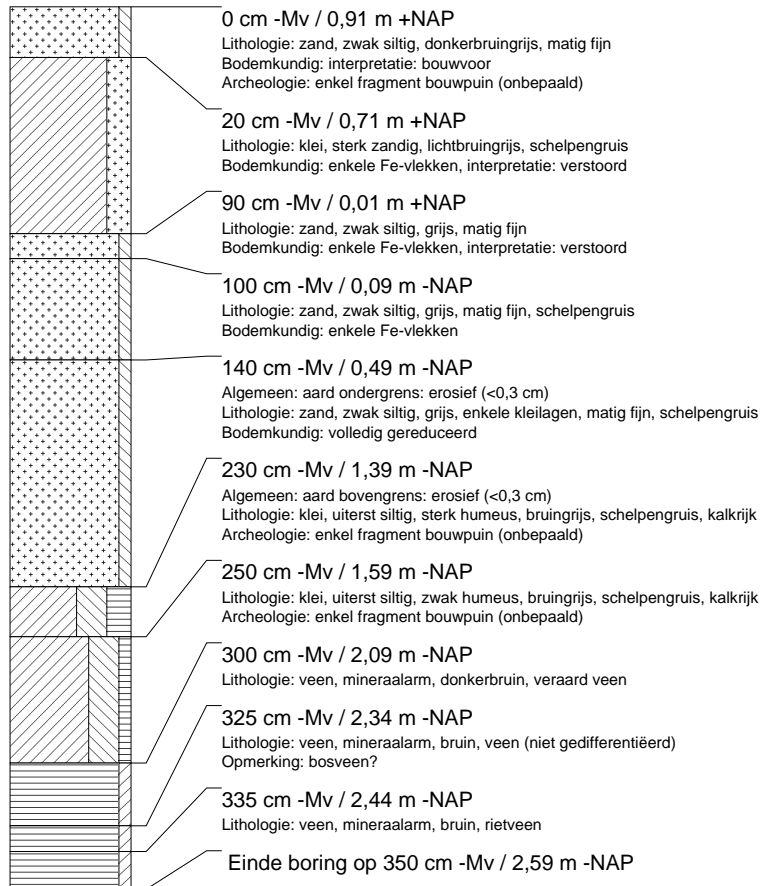 0 cm -Mv / 0,91 m +NAP
Lithologie: zand, zwak siltig, donkerbruingrijs, matig fijn
Bodemkundig: interpretatie: bouwvoor
Archeologie: enkel fragment bouwpuin (onbepaald)
20 cm -Mv / 0,71 m +NAP
Lithologie: klei, sterk zandig, lichtbruingrijs, schelpengruis
Bodemkundig: enkele Fe-vlekken, interpretatie: verstoord
90 cm -Mv / 0,01 m +NAP
Lithologie: zand, zwak siltig, grijs, matig fijn
Bodemkundig: enkele Fe-vlekken, interpretatie: verstoord
100 cm -Mv / 0,09 m -NAP
Lithologie: zand, zwak siltig, grijs, matig fijn, schelpengruis
Bodemkundig: enkele Fe-vlekken
140 cm -Mv / 0,49 m -NAP
Algemeen: aard ondergrens: erosief (<0,3 cm)
Lithologie: zand, zwak siltig, grijs, enkele kleilagen, matig fijn, schelpengruis
Bodemkundig: volledig gereduceerd
230 cm -Mv / 1,39 m -NAP
Algemeen: aard bovengrens: erosief (<0,3 cm)
Lithologie: klei, uiterst siltig, sterk humeus, bruingrijs, schelpengruis, kalkrijk
Archeologie: enkel fragment bouwpuin (onbepaald)
250 cm -Mv / 1,59 m -NAP
Lithologie: klei, uiterst siltig, zwak humeus, bruingrijs, schelpengruis, kalkrijk
Archeologie: enkel fragment bouwpuin (onbepaald)
300 cm -Mv / 2,09 m -NAP
Lithologie: veen, mineraalarm, donkerbruin, veraard veen
325 cm -Mv / 2,34 m -NAP
Lithologie: veen, mineraalarm, bruin, veen (niet gedifferentiëerd)
Opmerking: bosveen?
335 cm -Mv / 2,44 m -NAP
Lithologie: veen, mineraalarm, bruin, rietveen
Einde boring op 350 cm -Mv / 2,59 m -NAP